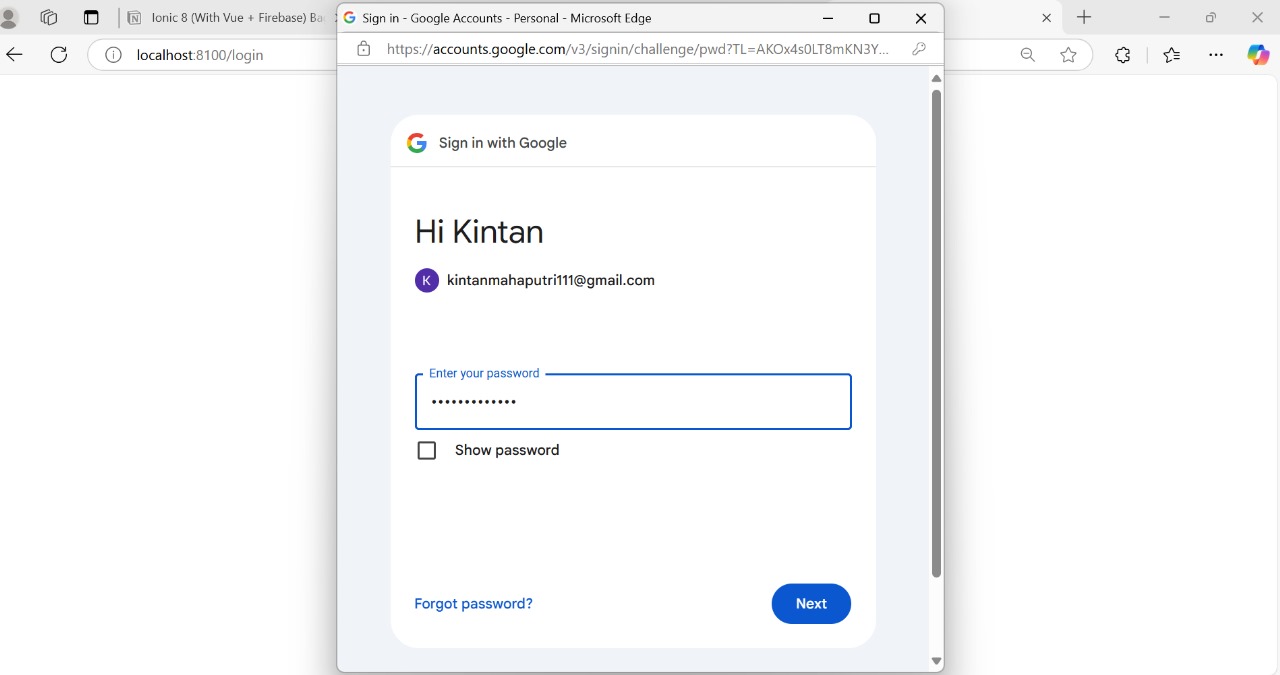 Ionic 8 (With Vue + Firebase) Ba
Sign in - Google Accounts - Personal - Microsoft Edge
localhost:8100/login
https://accounts.google.com/v3/signin/challenge/pwd?TL=AKOx4s0LT8mKN3Y...
Sign in with Google
Hi Kintan
K kintanmahaputri111@gmail.com
Enter your password
•••••••••••••
Show password
Forgot password?
Next